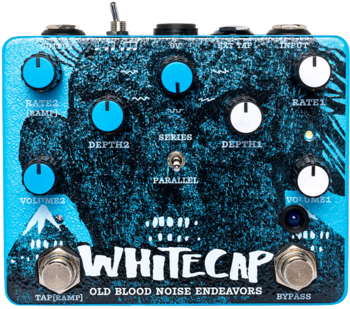 OUTPUT 9V EXT TAP INPUT
RATE2 RATE1
[RAMP]
DEPTH2 SERIES DEPTH1
PARALLEL
VOLUME2 VOLUME1
WHITECAP
OLD BLOOD NOISE ENDEAVORS
TAP[RAMP] BYPASS